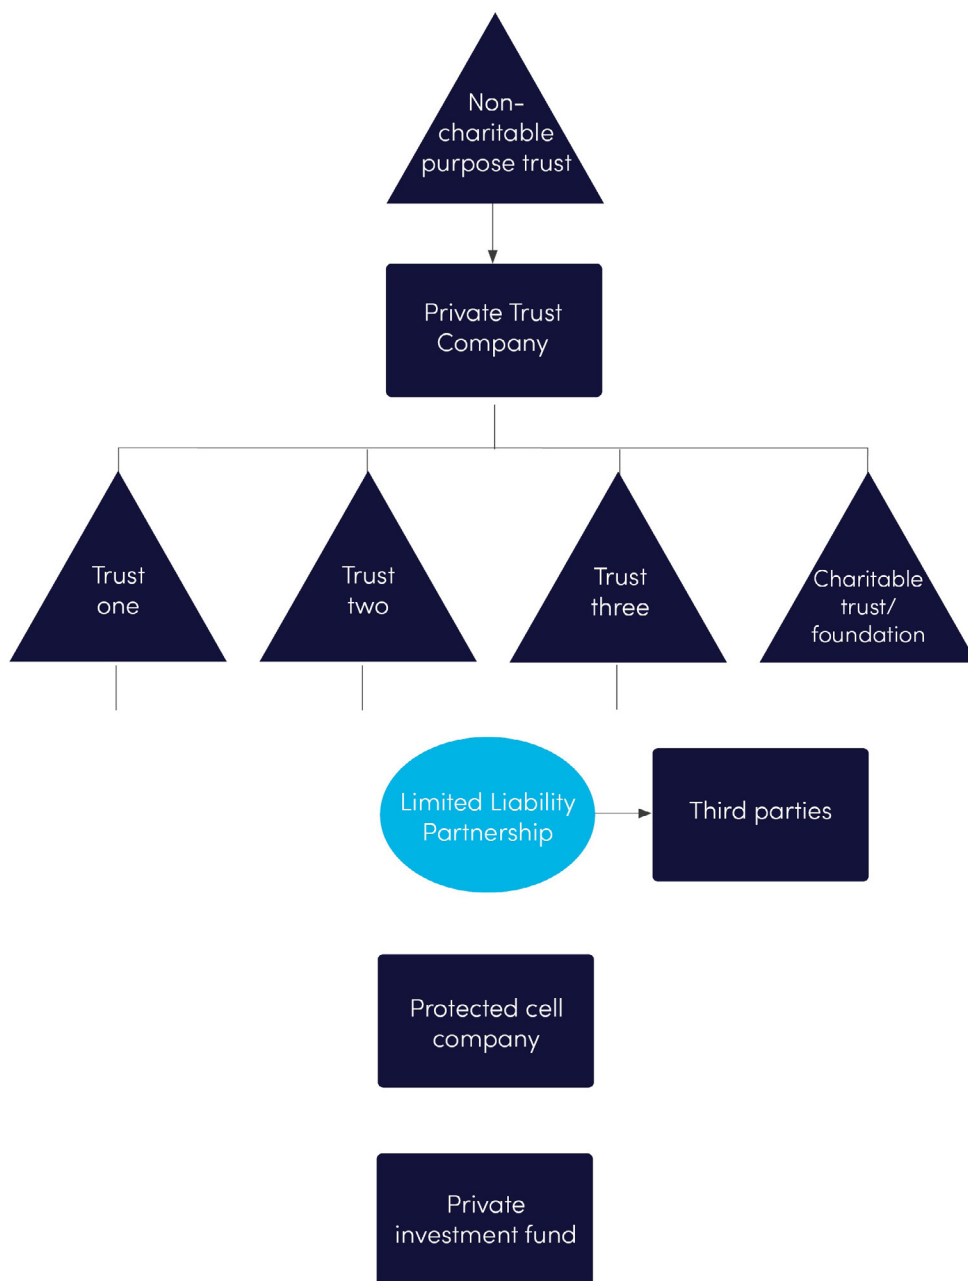 Non-
charitable
purpose trust
Private Trust
Company
Trust
one
Trust
two
Trust
three
Charitable
trust/
foundation
Limited Liability
Partnership
Third parties
Protected cell
company
Private
investment fund